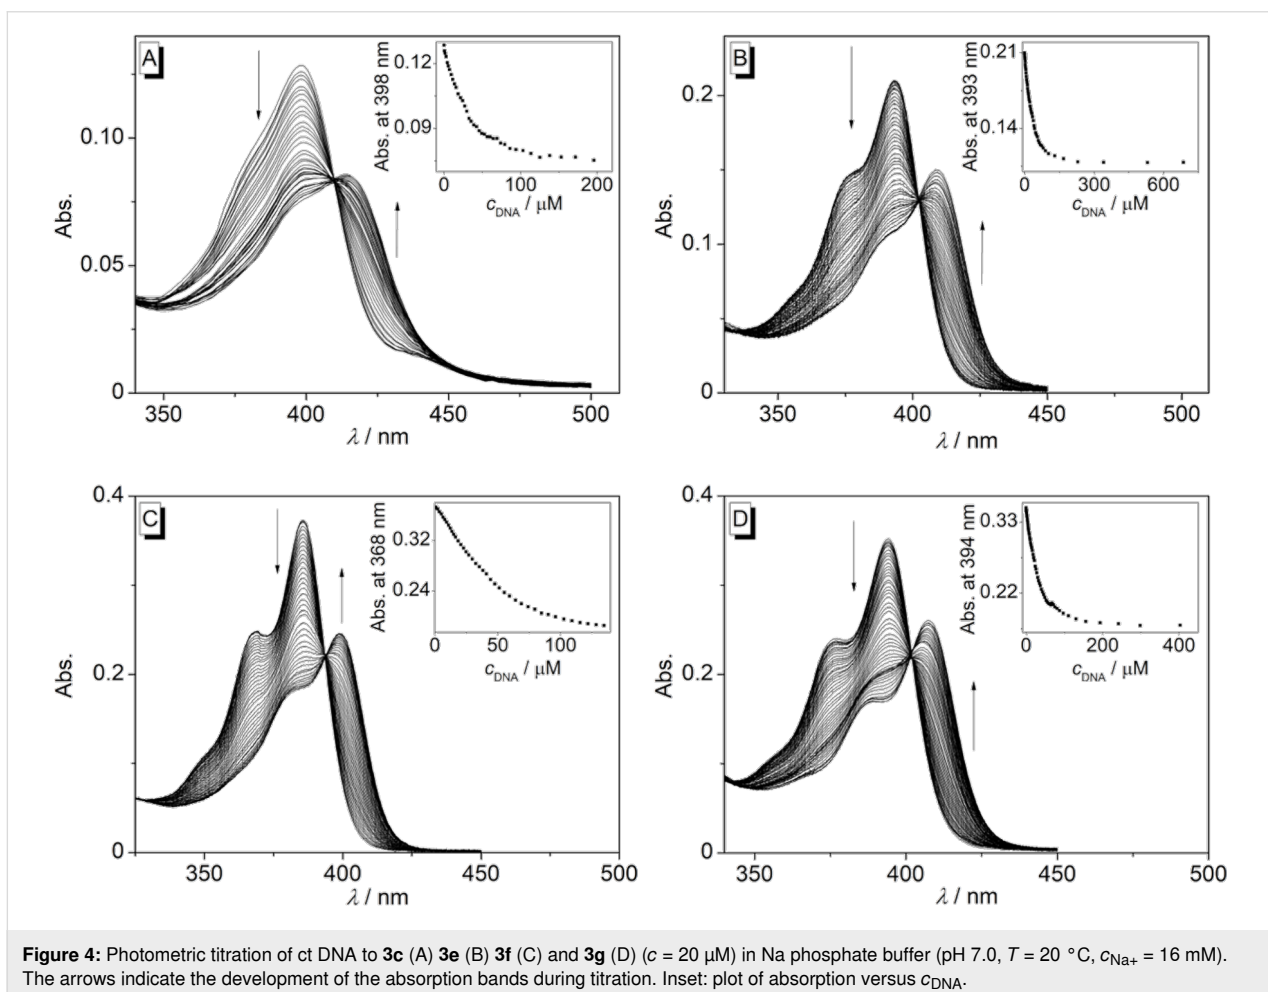 A
Abs.
0.10
0.05
0
350 400 450 500
λ / nm
Abs. at 398 nm
0.12
0.09
0 100 200
cDNA / μM
B
Abs.
0.2
0.1
0
350 400 450 500
λ / nm
Abs. at 393 nm
0.21
0.14
0 300 600
cDNA / μM
C
Abs.
0.4
0.2
0
350 400 450 500
λ / nm
Abs. at 368 nm
0.32
0.24
0 50 100
cDNA / μM
D
Abs.
0.4
0.2
0
350 400 450 500
λ / nm
Abs. at 394 nm
0.33
0.22
0 200 400
cDNA / μM
Figure 4: Photometric titration of ct DNA to 3c (A) 3e (B) 3f (C) and 3g (D) (c = 20 μM) in Na phosphate buffer (pH 7.0, T = 20 °C, cNa+ = 16 mM).
The arrows indicate the development of the absorption bands during titration. Inset: plot of absorption versus cDNA.